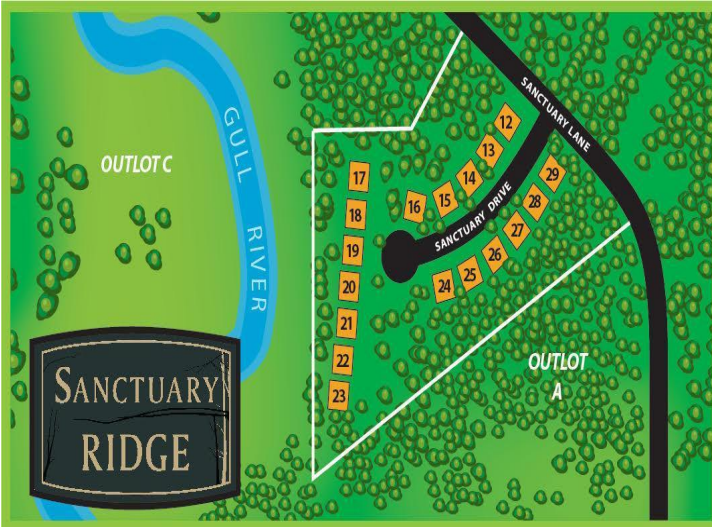 SANCTUARY LANE
GULL RIVER
OUTLOT C
12
13
14
15
16
17
18
19
20
21
22
23
SANCTUARY DRIVE
29
28
27
26
25
24
OUTLOT
A
SANCTUARY
RIDGE